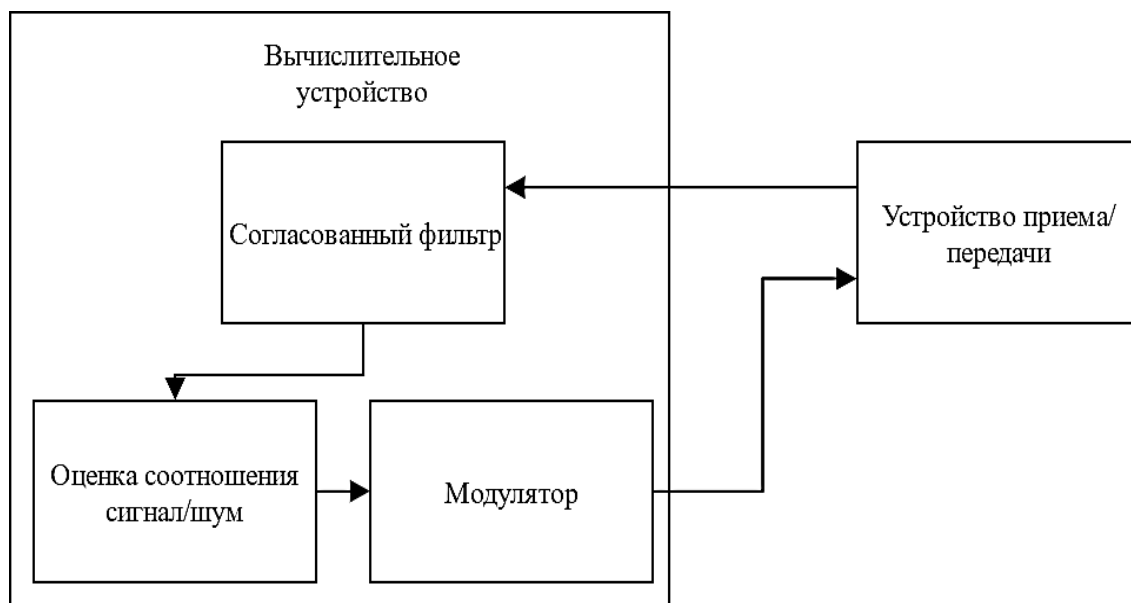 Вычислительное
устройство
Согласованный фильтр
Устройство приема/
передачи
Оценка соотношения
сигнал/шум
Модулятор